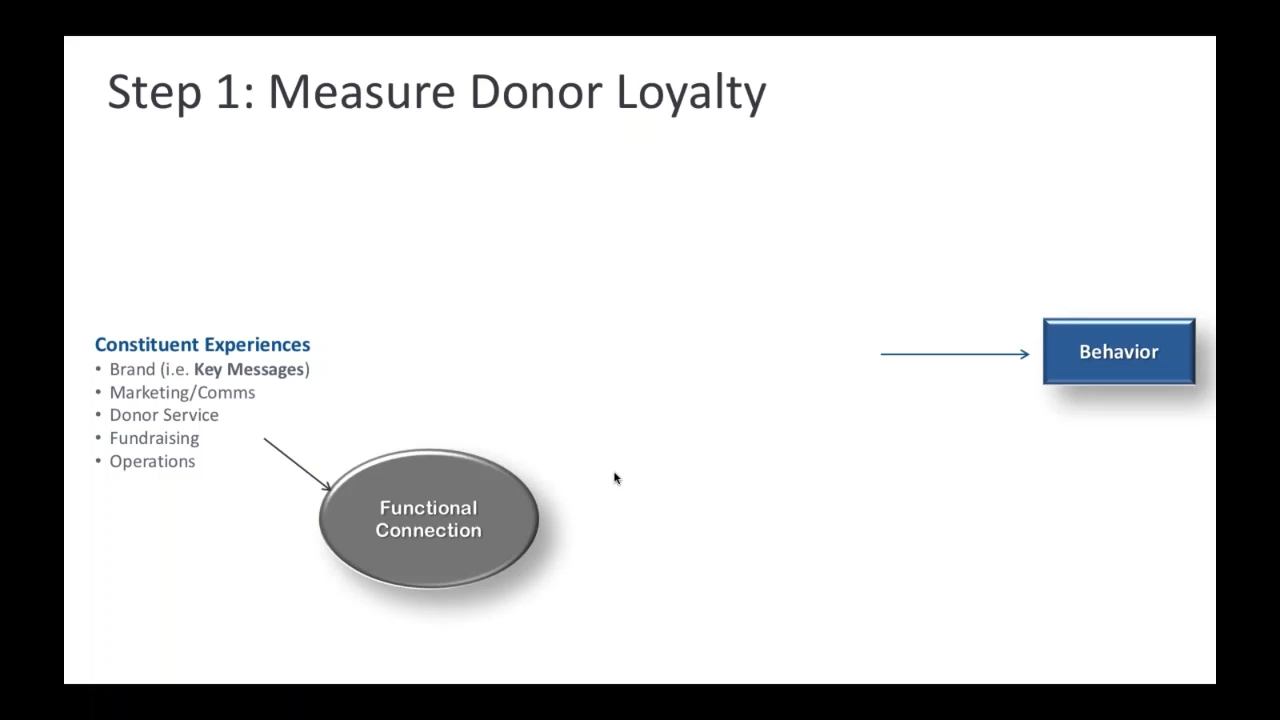 Step 1: Measure Donor Loyalty
Constituent Experiences
• Brand (i.e. Key Messages)
• Marketing/Comms
• Donor Service
• Fundraising
• Operations
Functional
Connection
Behavior